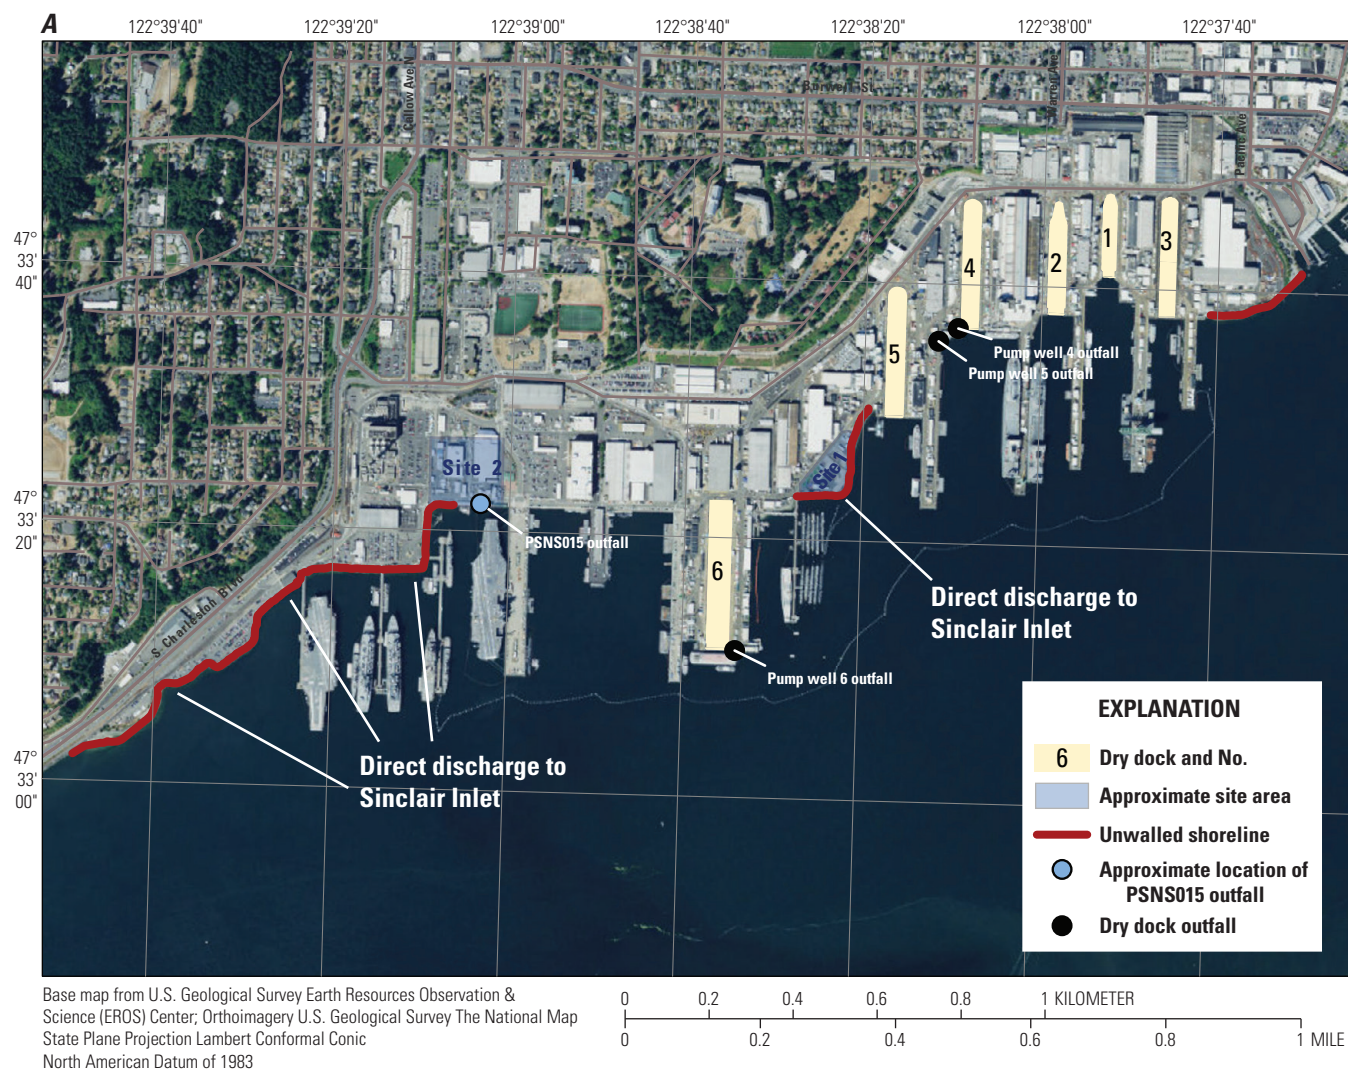 A
122°39'40"
122°39'20"
122°39'00"
122°38'40"
122°38'20"
122°38'00"
122°37'40"
47°
33'
40"
47°
33'
20"
47°
33'
00"
Burwell St
Pacific Ave
S Charleston Blvd
4
2
1
3
5
6
Pump well 4 outfall
Pump well 5 outfall
Site 2
Site 1
PSNS015 outfall
Pump well 6 outfall
Direct discharge to
Sinclair Inlet
Direct discharge to
Sinclair Inlet
EXPLANATION
6 Dry dock and No.
Approximate site area
Unwalled shoreline
Approximate location of
PSNS015 outfall
Dry dock outfall
Base map from U.S. Geological Survey Earth Resources Observation &
Science (EROS) Center; Orthoimagery U.S. Geological Survey The National Map
State Plane Projection Lambert Conformal Conic
North American Datum of 1983
0 0.2 0.4 0.6 0.8 1 KILOMETER
0 0.2 0.4 0.6 0.8 1 MILE